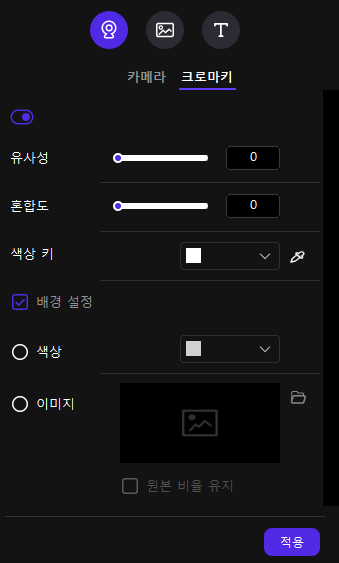 T
카메라 크로마키
유사성 0
혼합도 0
색상 키
배경 설정
색상
이미지
원본 비율 유지
적용